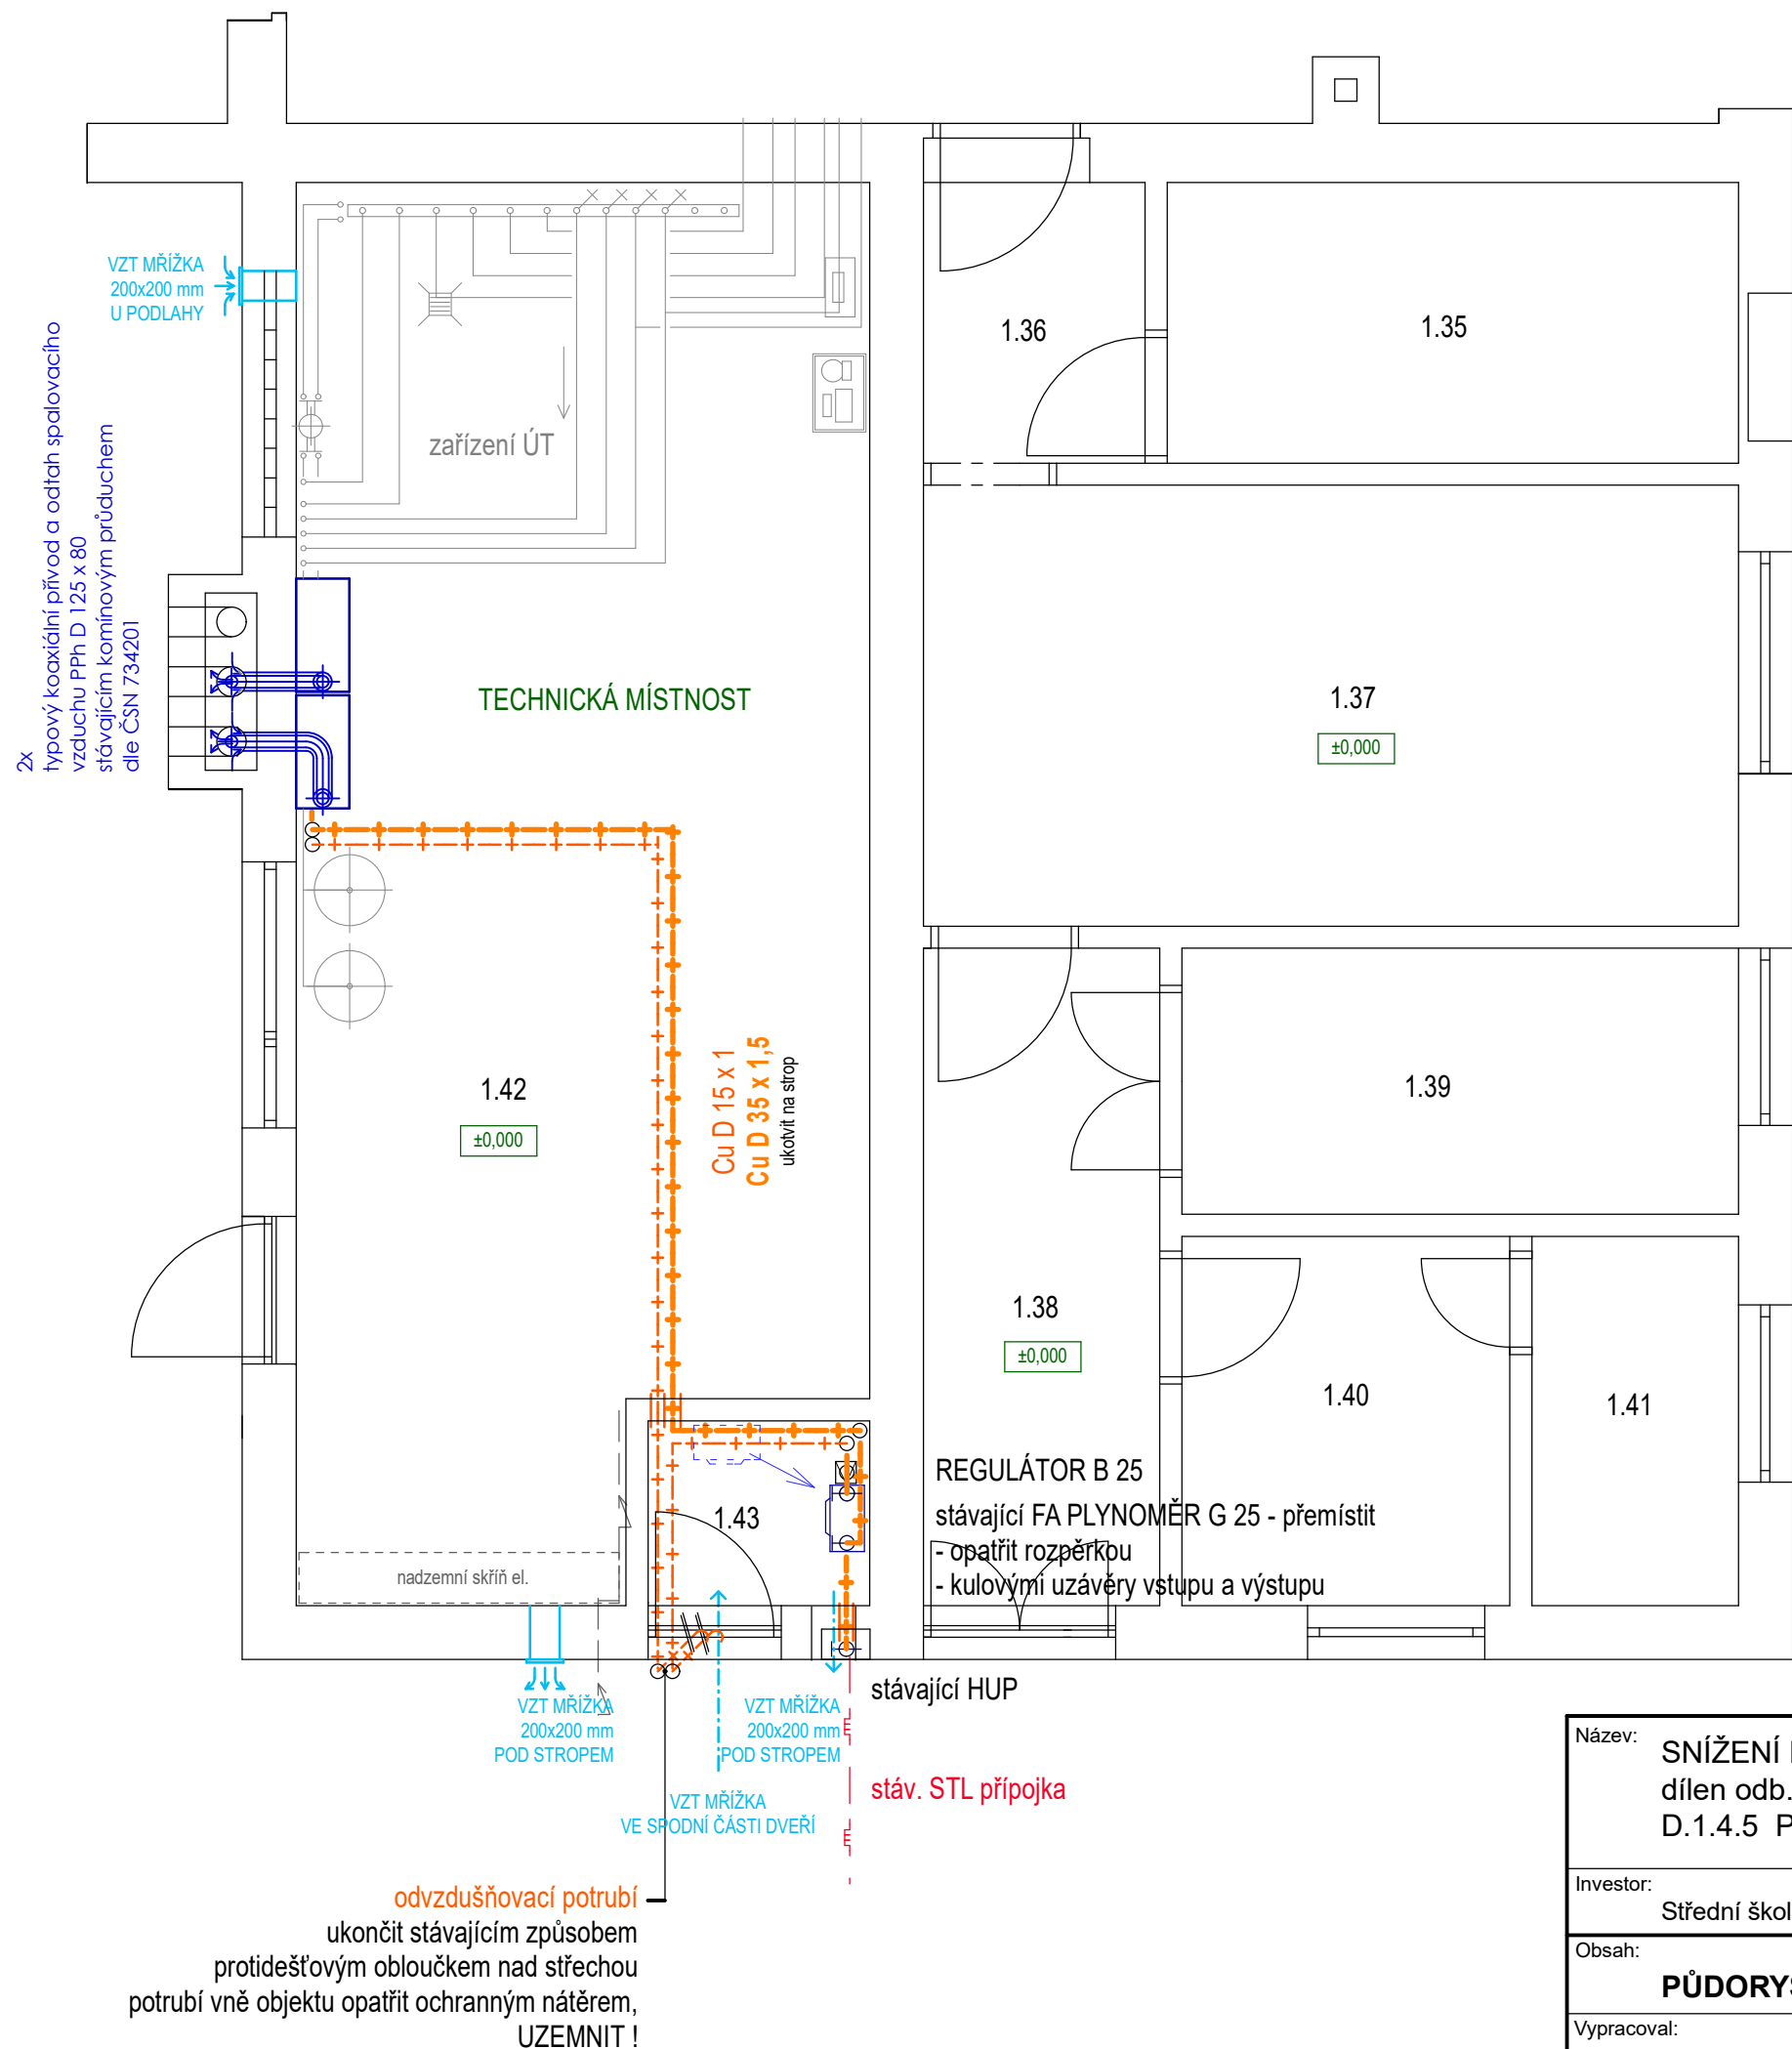 VZT MŘÍŽKA
200x200 mm
U PODLAHY
2x
typový koaxiální přívod a odtah spalovacího
vzduchu PPh D 125 x 80
stávajícím komínovým průduchem
dle ČSN 734201
zařízení ÚT
1.36
1.35
TECHNICKÁ MÍSTNOST
1.37
±0,000
1.42
±0,000
Cu D 15 x 1
Cu D 35 x 1,5
ukotvit na strop
1.39
1.38
±0,000
1.40
1.41
REGULÁTOR B 25
stávající FA PLYNOMĚR G 25 - přemístit
- opatřit rozpěrkou
- kulovými uzávěry vstupu a výstupu
1.43
nadzemní skříň el.
VZT MŘÍŽKA
200x200 mm
POD STROPEM
VZT MŘÍŽKA
200x200 mm
POD STROPEM
stávající HUP
stáv. STL přípojka
VZT MŘÍŽKA
VE SPODNÍ ČÁSTI DVEŘÍ
odvzdušňovací potrubí
ukončit stávajícím způsobem
protidešťovým obloučkem nad střechou
potrubí vně objektu opatřit ochranným nátěrem,
UZEMNIT !
Název:
SNÍŽENÍ
dílen odb.
D.1.4.5 P
Investor:
Střední škol
Obsah:
PŮDORYS
Vypracoval: